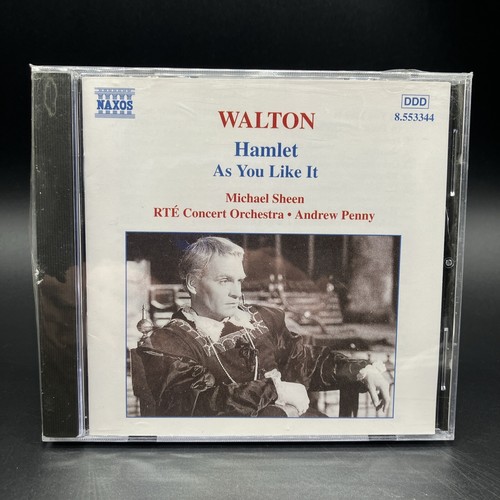 NAXOS
DDD
8.553344
WALTON
Hamlet
As You Like It
Michael Sheen
RTÉ Concert Orchestra • Andrew Penny